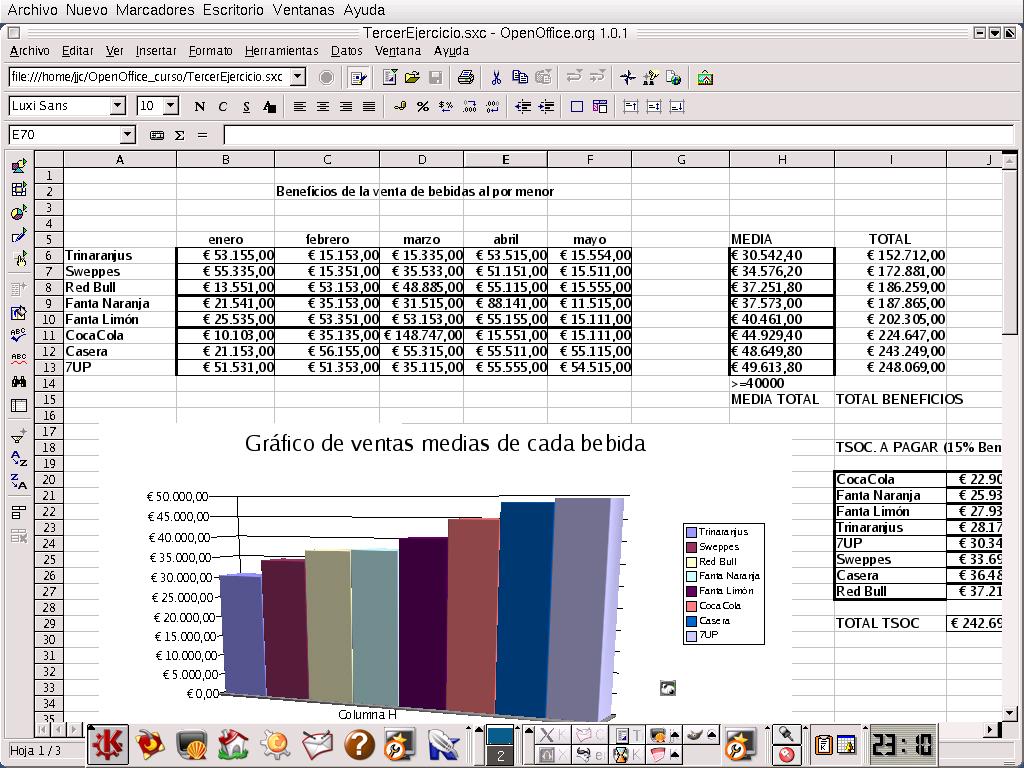 Archivo Nuevo Marcadores Escritorio Ventanas Ayuda
TercerEjercicio.sxc - OpenOffice.org 1.0.1
Archivo Editar Ver Insertar Formato Herramientas Datos Ventana Ayuda
file:///home/jjc/OpenOffice_curso/TercerEjercicio.sxc
Luxi Sans 10 N C S A
E70 Σ =
A B C D E F G H I J
1
2 Beneficios de la venta de bebidas al por menor
3
4
5 enero febrero marzo abril mayo MEDIA TOTAL
6 Trinaranjus € 53.155,00 € 15.153,00 € 15.335,00 € 53.515,00 € 15.554,00 € 30.542,40 € 152.712,00
7 Sweppes € 55.335,00 € 15.351,00 € 35.533,00 € 51.151,00 € 15.511,00 € 34.576,20 € 172.881,00
8 Red Bull € 13.551,00 € 53.153,00 € 48.885,00 € 55.115,00 € 15.555,00 € 37.251,80 € 186.259,00
9 Fanta Naranja € 21.541,00 € 35.153,00 € 31.515,00 € 88.141,00 € 11.515,00 € 37.573,00 € 187.865,00
10 Fanta Limón € 25.535,00 € 53.351,00 € 53.153,00 € 55.155,00 € 15.111,00 € 40.461,00 € 202.305,00
11 CocaCola € 10.103,00 € 35.135,00 € 148.747,00 € 15.551,00 € 15.111,00 € 44.929,40 € 224.647,00
12 Casera € 21.153,00 € 56.155,00 € 55.315,00 € 55.511,00 € 55.115,00 € 48.649,80 € 243.249,00
13 7UP € 51.531,00 € 51.353,00 € 35.115,00 € 55.555,00 € 54.515,00 € 49.613,80 € 248.069,00
14 >=40000
15 MEDIA TOTAL TOTAL BENEFICIOS
16
17
18 TSOC. A PAGAR (15% Ben
19
20 CocaCola € 22.90
21 Fanta Naranja € 25.93
22 Fanta Limón € 27.93
23 Trinaranjus € 28.17
24 7UP € 30.34
25 Sweppes € 33.69
26 Casera € 36.48
27 Red Bull € 37.21
28
29 TOTAL TSOC € 242.69
30
31
32
33
34
35
Gráfico de ventas medias de cada bebida
€ 50.000,00
€ 45.000,00
€ 40.000,00
€ 35.000,00
€ 30.000,00
€ 25.000,00
€ 20.000,00
€ 15.000,00
€ 10.000,00
€ 5.000,00
€ 0,00
Columna H
Trinaranjus
Sweppes
Red Bull
Fanta Naranja
Fanta Limón
CocaCola
Casera
7UP
Hoja 1 / 3
2
23:10